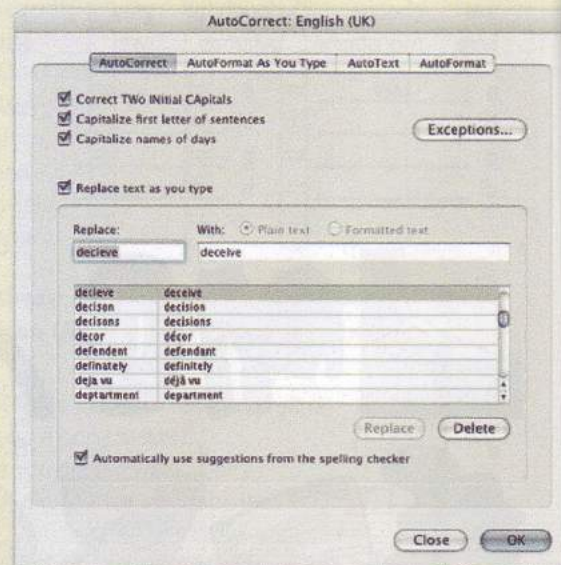 AutoCorrect: English (UK)
AutoCorrect AutoFormat As You Type AutoText AutoFormat
Correct TWo INitial CApitals
Capitalize first letter of sentences
Exceptions...
Capitalize names of days
Replace text as you type
Replace: With: Plain text Formatted text
decieve deceive
decieve deceive
decison decision
decisons decisions
decor décor
defendent defendant
definately definitely
deja vu déjà vu
deptartment department
Replace Delete
Automatically use suggestions from the spelling checker
Close OK